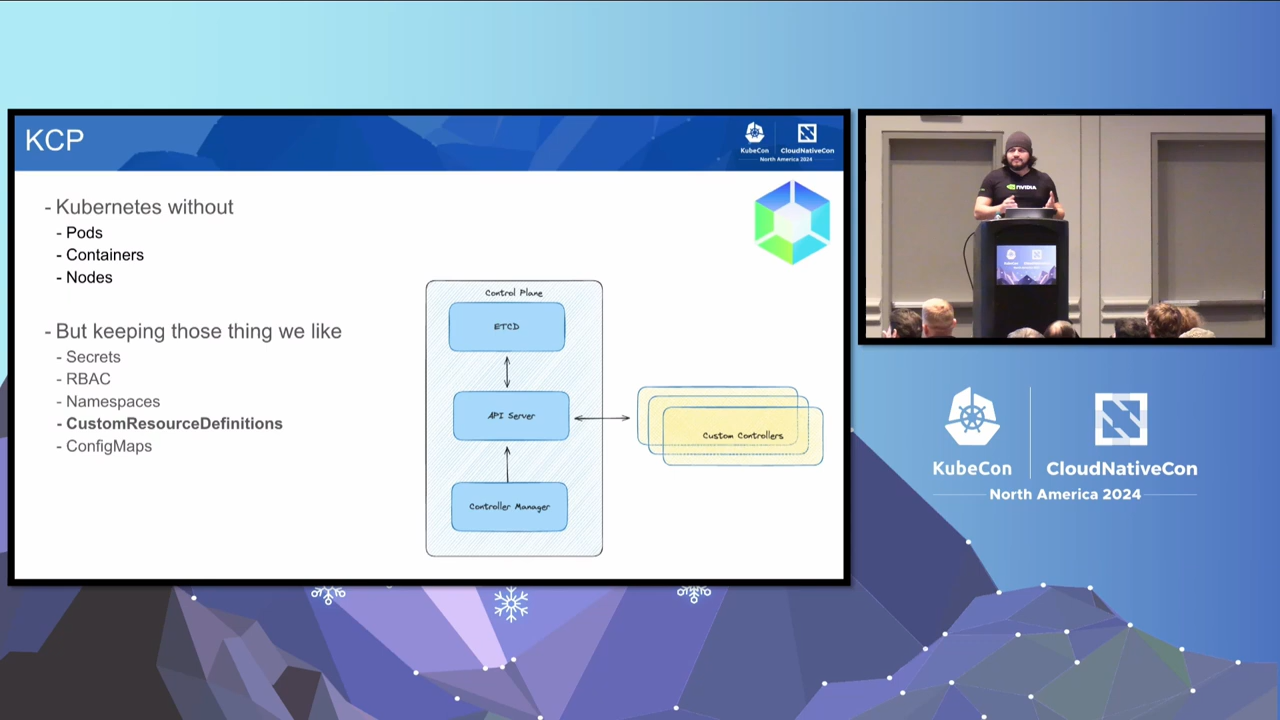 KCP
KubeCon
CloudNativeCon
North America 2024
- Kubernetes without
- Pods
- Containers
- Nodes
- But keeping those thing we like
- Secrets
- RBAC
- Namespaces
- CustomResourceDefinitions
- ConfigMaps
Control Plane
ETCD
API Server
Custom Controllers
Controller Manager
NVIDIA
KubeCon
CloudNativeCon
North America 2024